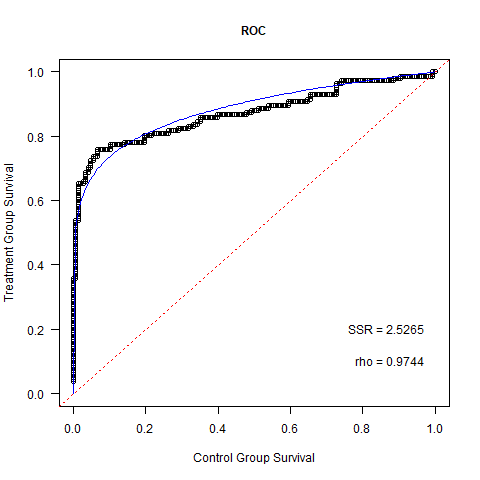 ROC
Treatment Group Survival
1.0
0.8
0.6
0.4
0.2
0.0
SSR = 2.5265
rho = 0.9744
0.0 0.2 0.4 0.6 0.8 1.0
Control Group Survival